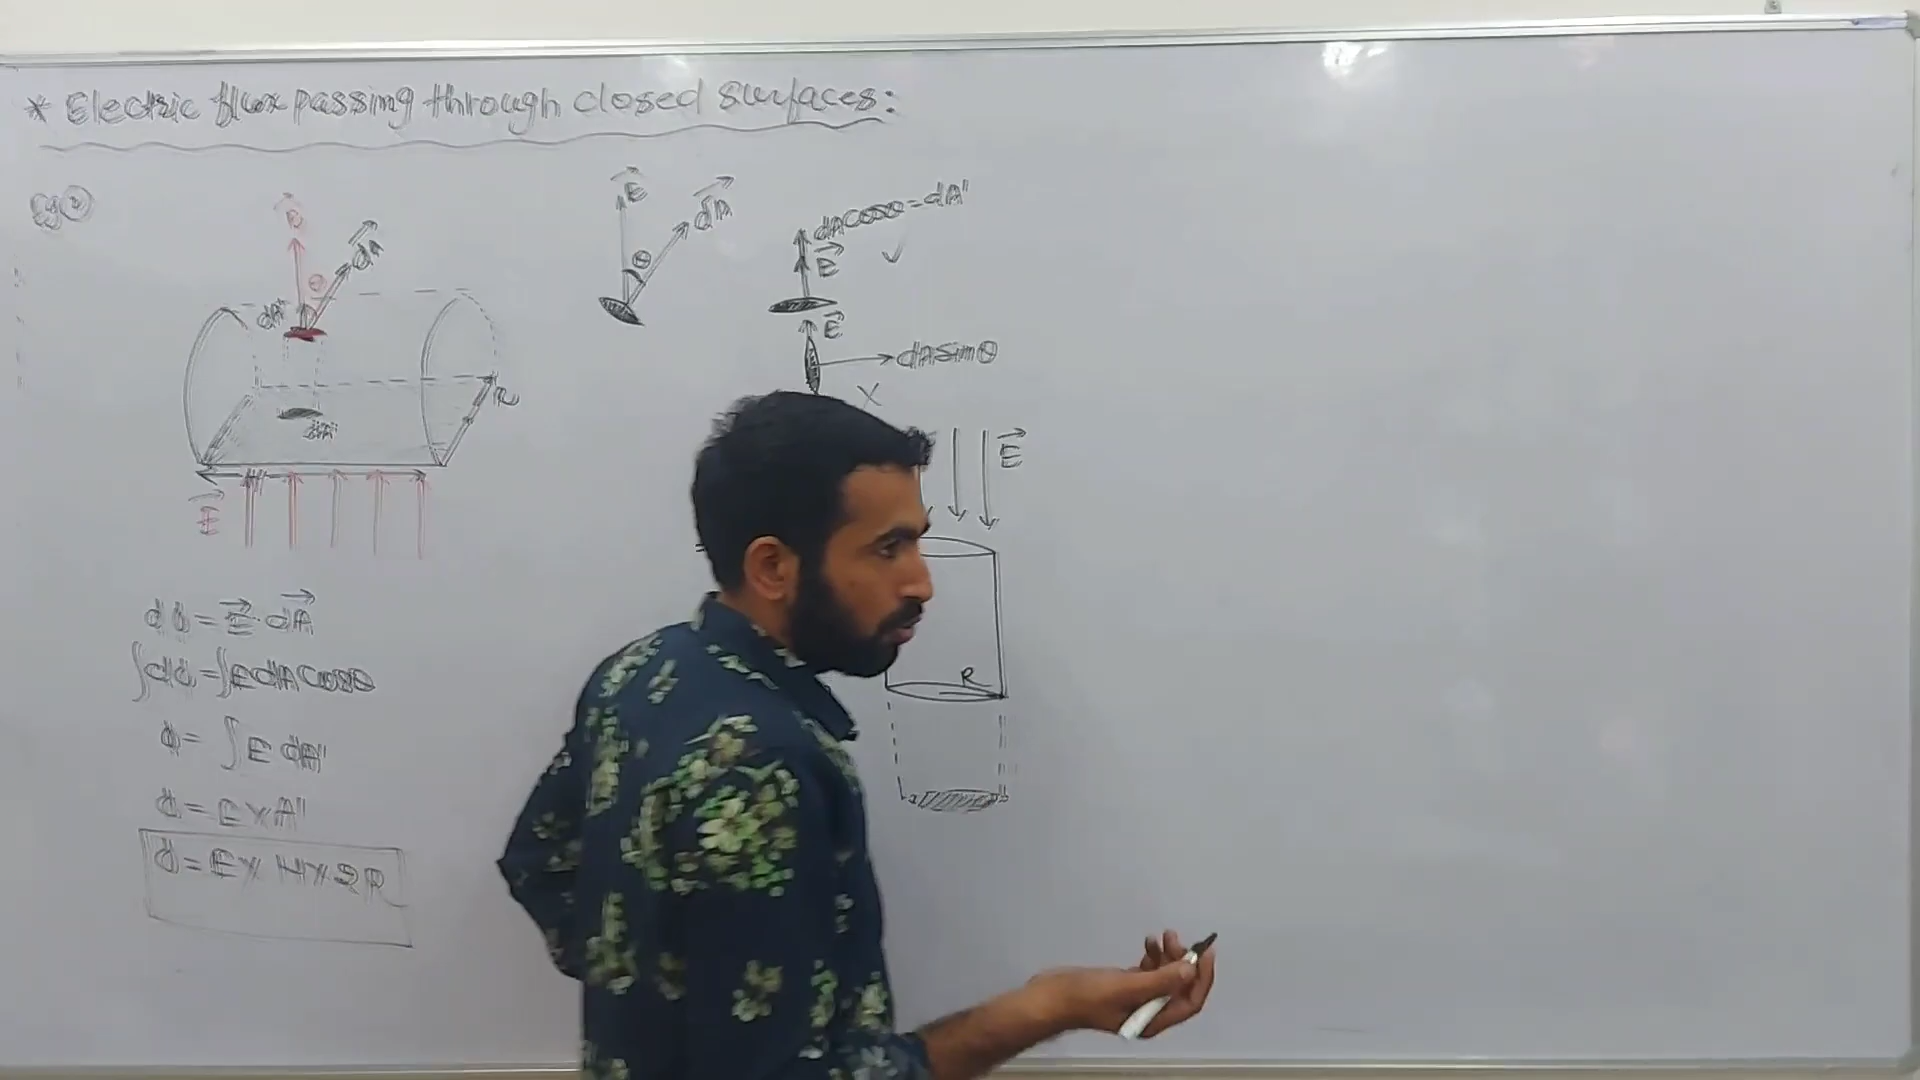 * Electric flux passing through closed surfaces:
Eg②
E
θ
dA
dA"
dA"
R
H
E
E
θ
dA
dAcosθ = dA"
E
✓
E
dAsinθ
X
E
R
dϕ = E . dA
∫dϕ = ∫EdAcosθ
ϕ = ∫E dA"
ϕ = E×A"
ϕ = E× H×2R